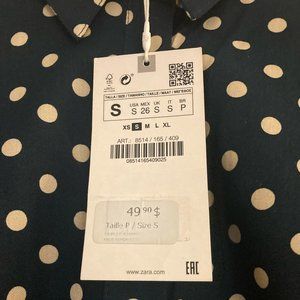 TALLA / SIZE / TAMANHO / TAILLE / MAAT / MEFEΘOΣ
S
USA MEX UK IT BR
S 26 S S P
XS S M L XL
ART.: 8514 / 165 / 409
08514165409025
49.90 $
Taille P / Size S
www.zara.com
EAC